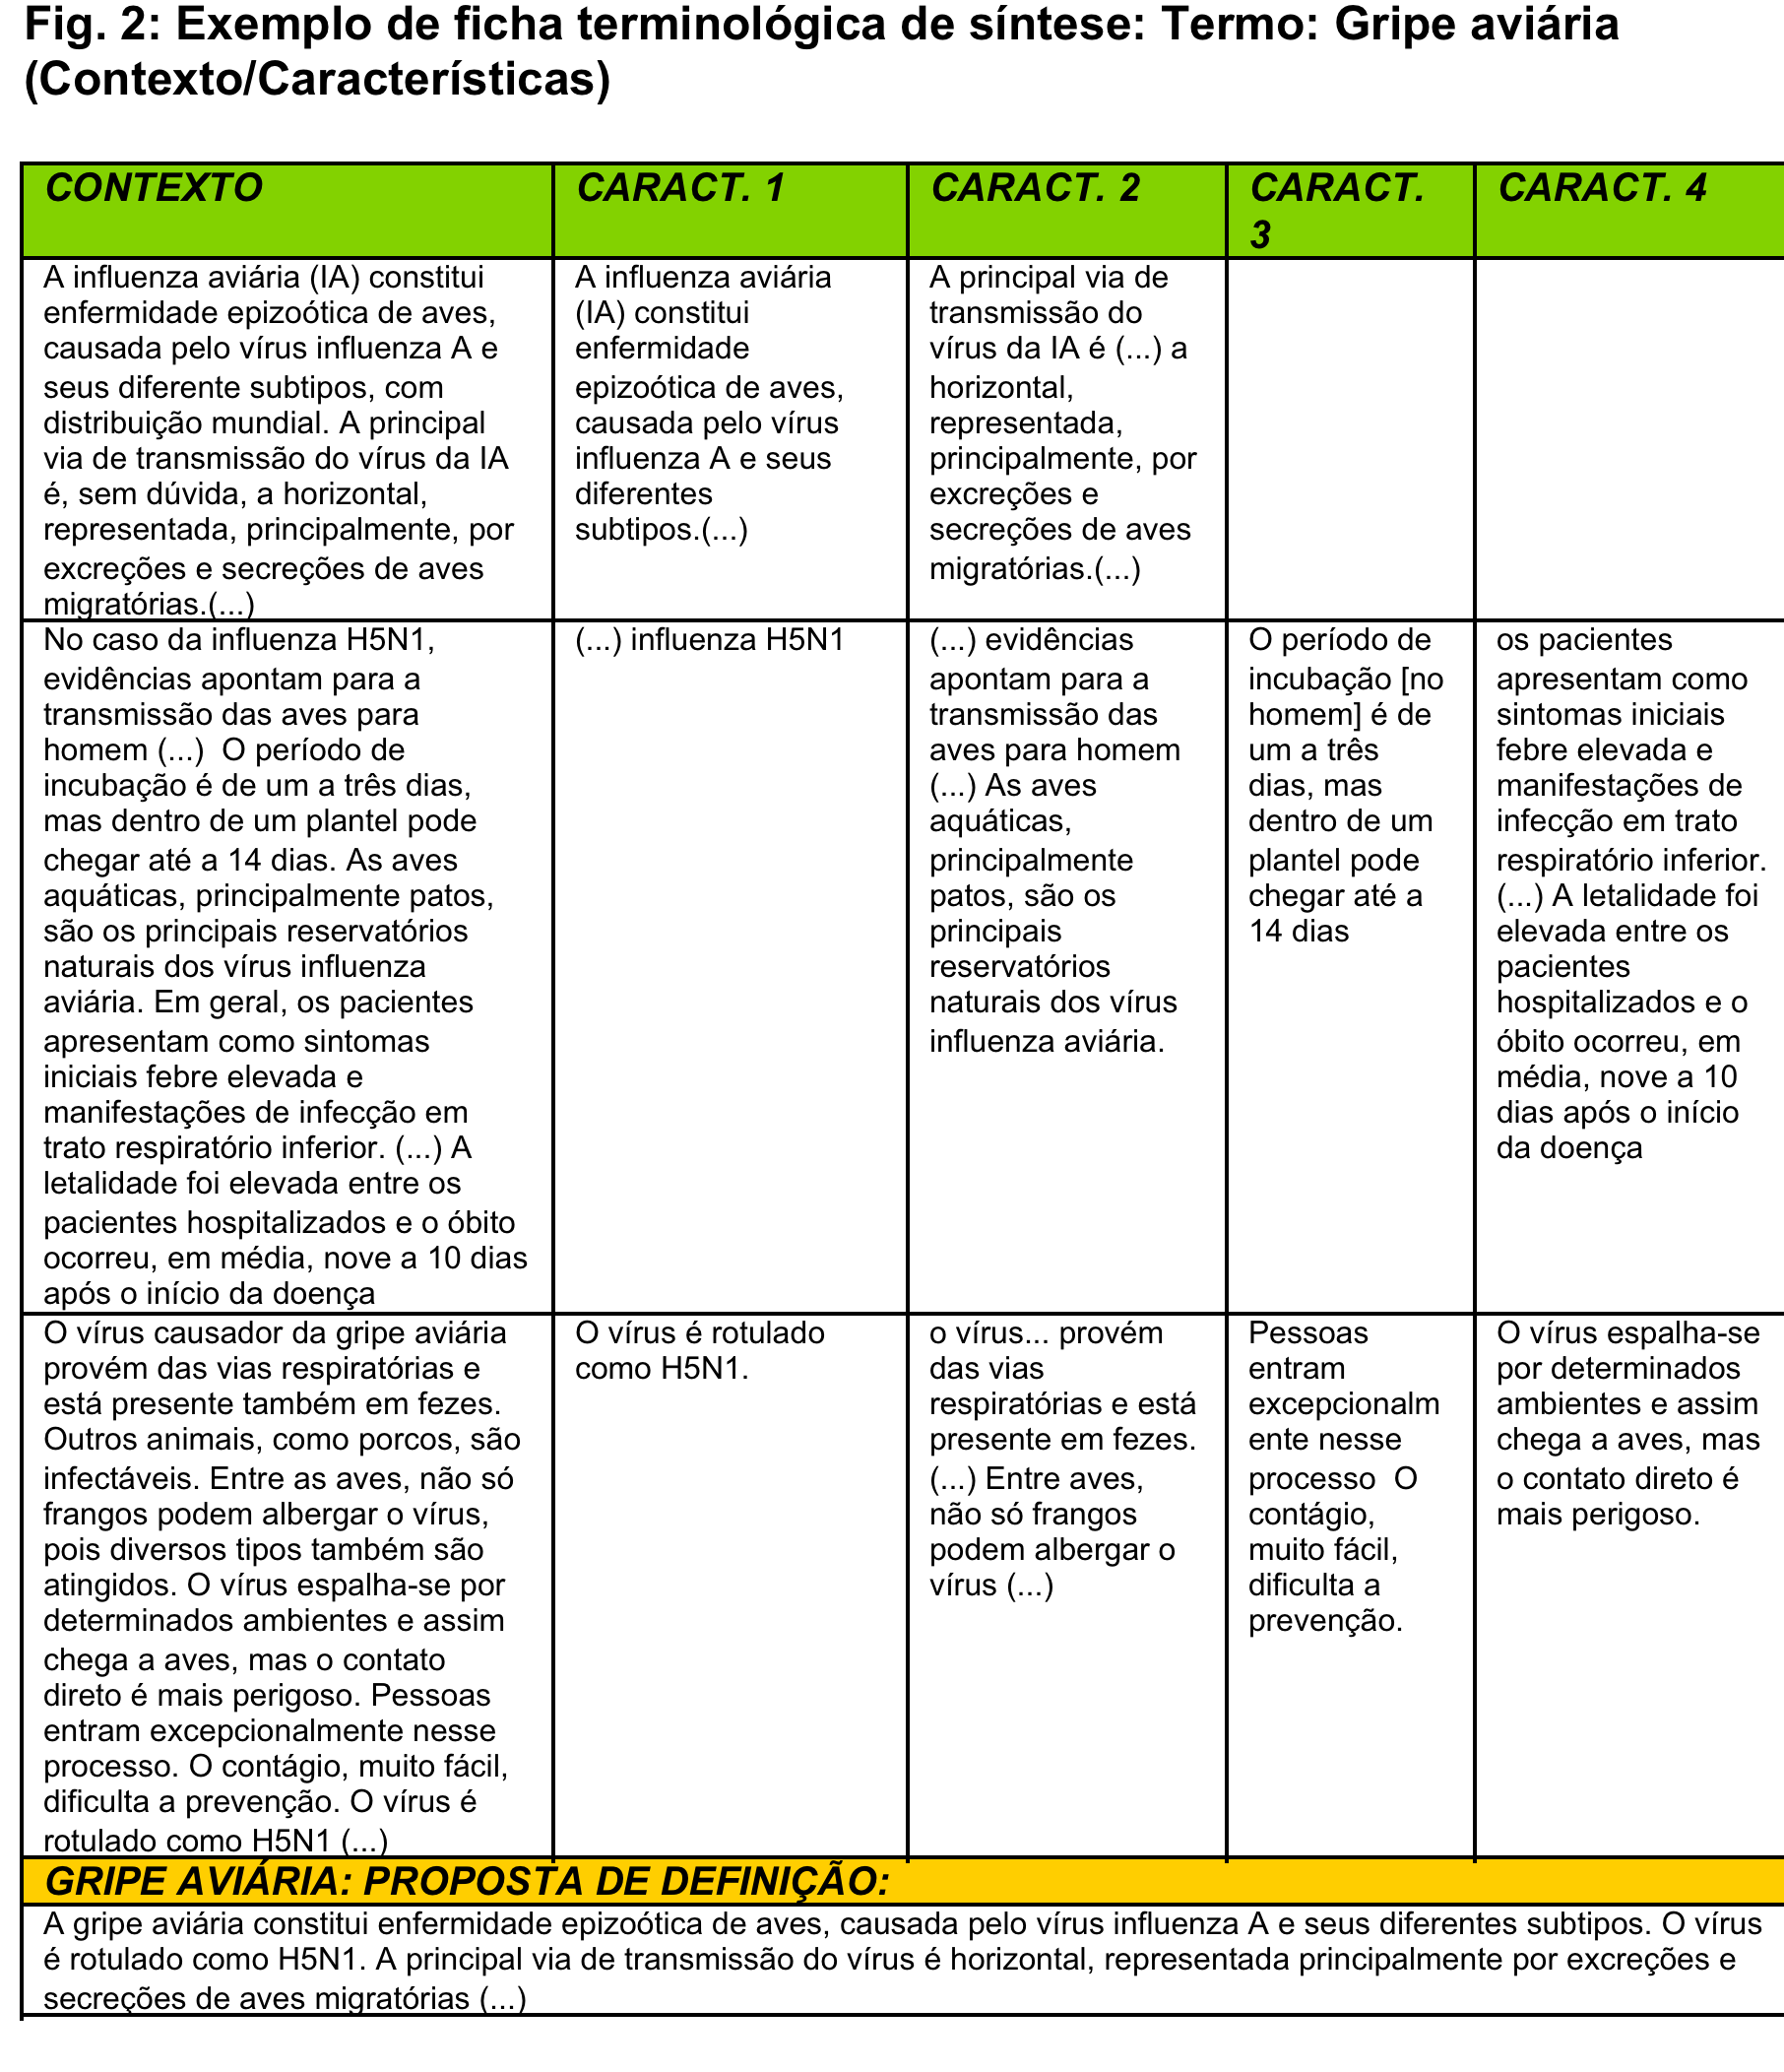 Fig. 2: Exemplo de ficha terminológica de síntese: Termo: Gripe aviária
(Contexto/Características)
CONTEXTO
CARACT. 1
CARACT. 2
CARACT.
3
CARACT. 4
A influenza aviária (IA) constitui
enfermidade epizoótica de aves,
causada pelo vírus influenza A e
seus diferente subtipos, com
distribuição mundial. A principal
via de transmissão do vírus da IA
é, sem dúvida, a horizontal,
representada, principalmente, por
excreções e secreções de aves
migratórias.(...)
A influenza aviária
(IA) constitui
enfermidade
epizoótica de aves,
causada pelo vírus
influenza A e seus
diferentes
subtipos.(...)
A principal via de
transmissão do
vírus da IA é (...) a
horizontal,
representada,
principalmente, por
excreções e
secreções de aves
migratórias.(...)
No caso da influenza H5N1,
evidências apontam para a
transmissão das aves para
homem (...)  O período de
incubação é de um a três dias,
mas dentro de um plantel pode
chegar até a 14 dias. As aves
aquáticas, principalmente patos,
são os principais reservatórios
naturais dos vírus influenza
aviária. Em geral, os pacientes
apresentam como sintomas
iniciais febre elevada e
manifestações de infecção em
trato respiratório inferior. (...) A
letalidade foi elevada entre os
pacientes hospitalizados e o óbito
ocorreu, em média, nove a 10 dias
após o início da doença
(...) influenza H5N1
(...) evidências
apontam para a
transmissão das
aves para homem
(...) As aves
aquáticas,
principalmente
patos, são os
principais
reservatórios
naturais dos vírus
influenza aviária.
O período de
incubação [no
homem] é de
um a três
dias, mas
dentro de um
plantel pode
chegar até a
14 dias
os pacientes
apresentam como
sintomas iniciais
febre elevada e
manifestações de
infecção em trato
respiratório inferior.
(...) A letalidade foi
elevada entre os
pacientes
hospitalizados e o
óbito ocorreu, em
média, nove a 10
dias após o início
da doença
O vírus causador da gripe aviária
provém das vias respiratórias e
está presente também em fezes.
Outros animais, como porcos, são
infectáveis. Entre as aves, não só
frangos podem albergar o vírus,
pois diversos tipos também são
atingidos. O vírus espalha-se por
determinados ambientes e assim
chega a aves, mas o contato
direto é mais perigoso. Pessoas
entram excepcionalmente nesse
processo. O contágio, muito fácil,
dificulta a prevenção. O vírus é
rotulado como H5N1 (...)
O vírus é rotulado
como H5N1.
o vírus... provém
das vias
respiratórias e está
presente em fezes.
(...) Entre aves,
não só frangos
podem albergar o
vírus (...)
Pessoas
entram
excepcionalm
ente nesse
processo  O
contágio,
muito fácil,
dificulta a
prevenção.
O vírus espalha-se
por determinados
ambientes e assim
chega a aves, mas
o contato direto é
mais perigoso.
GRIPE AVIÁRIA: PROPOSTA DE DEFINIÇÃO:
A gripe aviária constitui enfermidade epizoótica de aves, causada pelo vírus influenza A e seus diferentes subtipos. O vírus
é rotulado como H5N1. A principal via de transmissão do vírus é horizontal, representada principalmente por excreções e
secreções de aves migratórias (...)